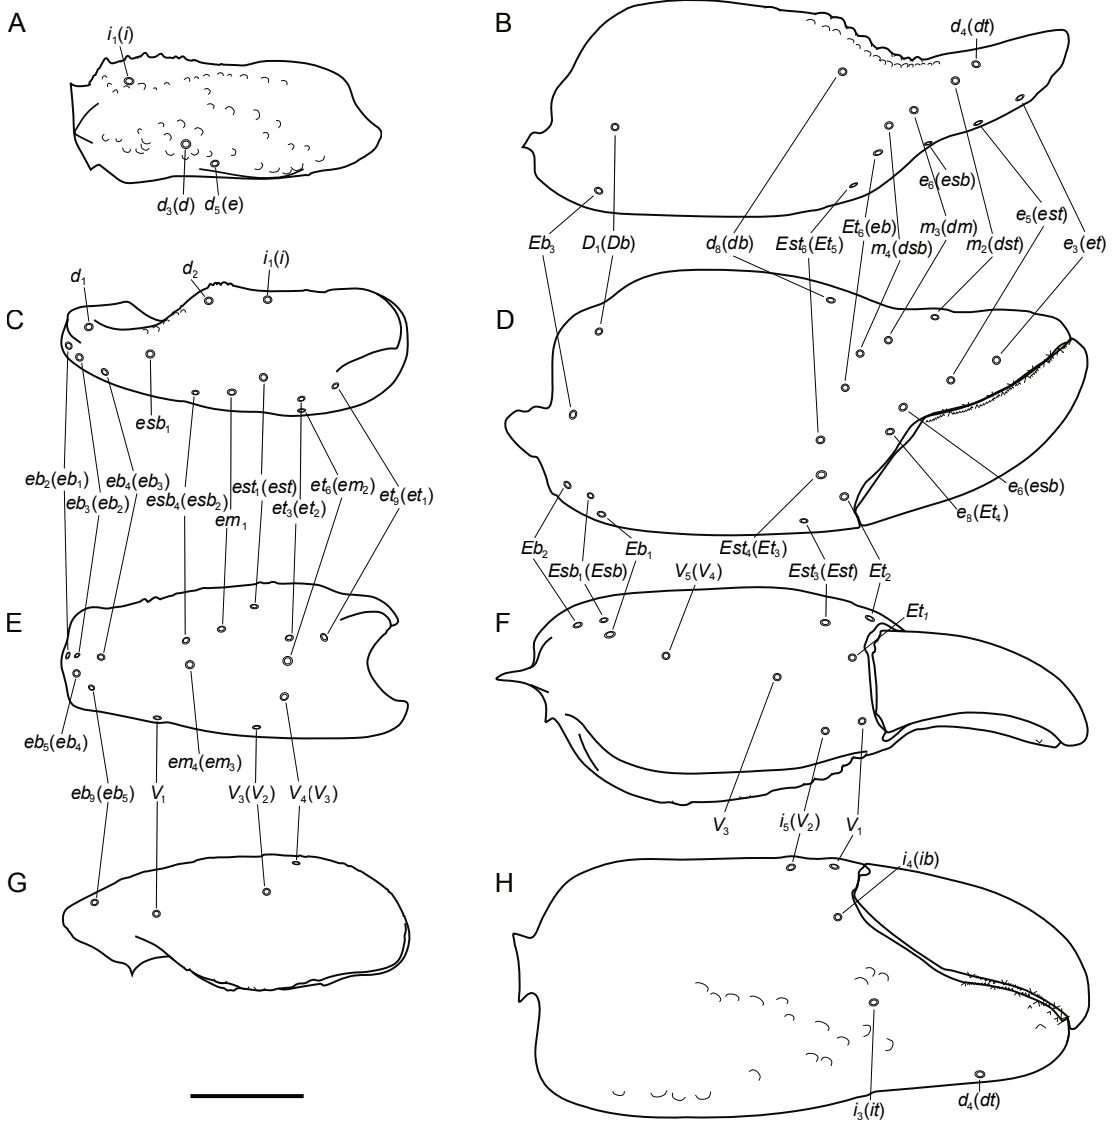 A
i₁(i)
d₃(d) d₅(e)
B
d₄(dt)
e₆(esb)
Eb₃ D₁(Db) d₈(db) Est₆(Et₅) Et₆(eb) m₄(dsb) m₃(dm) m₂(dst) e₅(est) e₃(et)
C
d₁ d₂ i₁(i)
esb₁
eb₂(eb₁) eb₃(eb₂) eb₄(eb₃) esb₄(esb₂) em₁ est₁(est) et₃(et₂) et₆(em₂) et₉(et₁)
D
e₆(esb)
e₈(Et₄)
Eb₂ Esb₁(Esb) Eb₁ Est₄(Et₃) Est₃(Est) Et₂
E
eb₅(eb₄) em₄(em₃)
eb₉(eb₅) V₁ V₃(V₂) V₄(V₃)
F
V₅(V₄)
Et₁
V₃ i₅(V₂) V₁
G
H
i₄(ib)
i₃(it) d₄(dt)